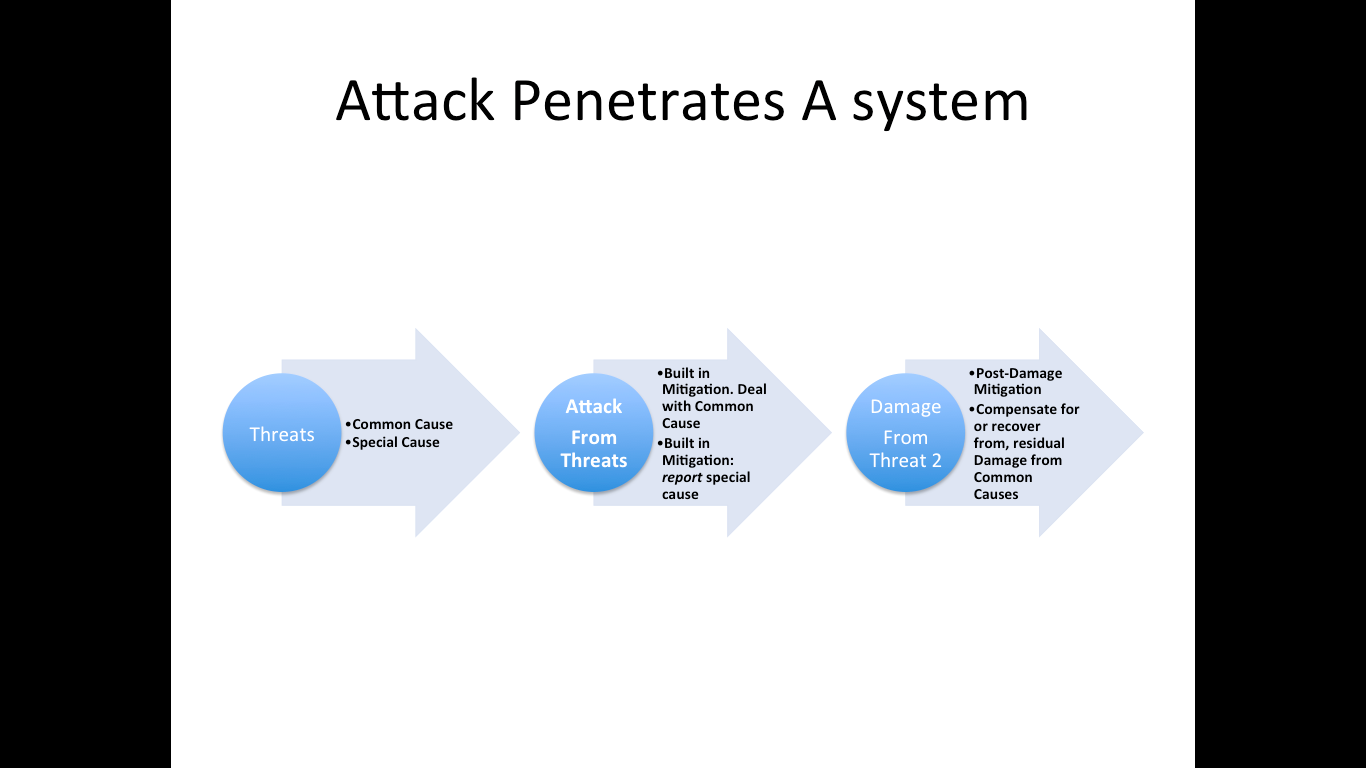 Attack Penetrates A system
Threats
•Common Cause
•Special Cause
Attack
From
Threats
•Built in
Mitigation. Deal
with Common
Cause
•Built in
Mitigation:
report special
cause
Damage
From
Threat 2
•Post-Damage
Mitigation
•Compensate for
or recover
from, residual
Damage from
Common
Causes